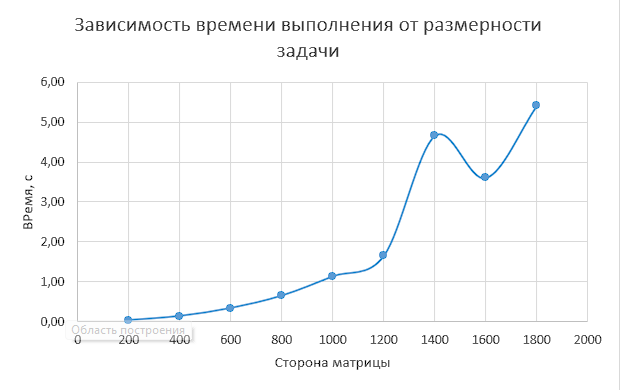 Зависимость времени выполнения от размерности
задачи
6,00
5,00
4,00
3,00
2,00
1,00
0,00
ВРемя, с
Область построения
0 200 400 600 800 1000 1200 1400 1600 1800 2000
Сторона матрицы